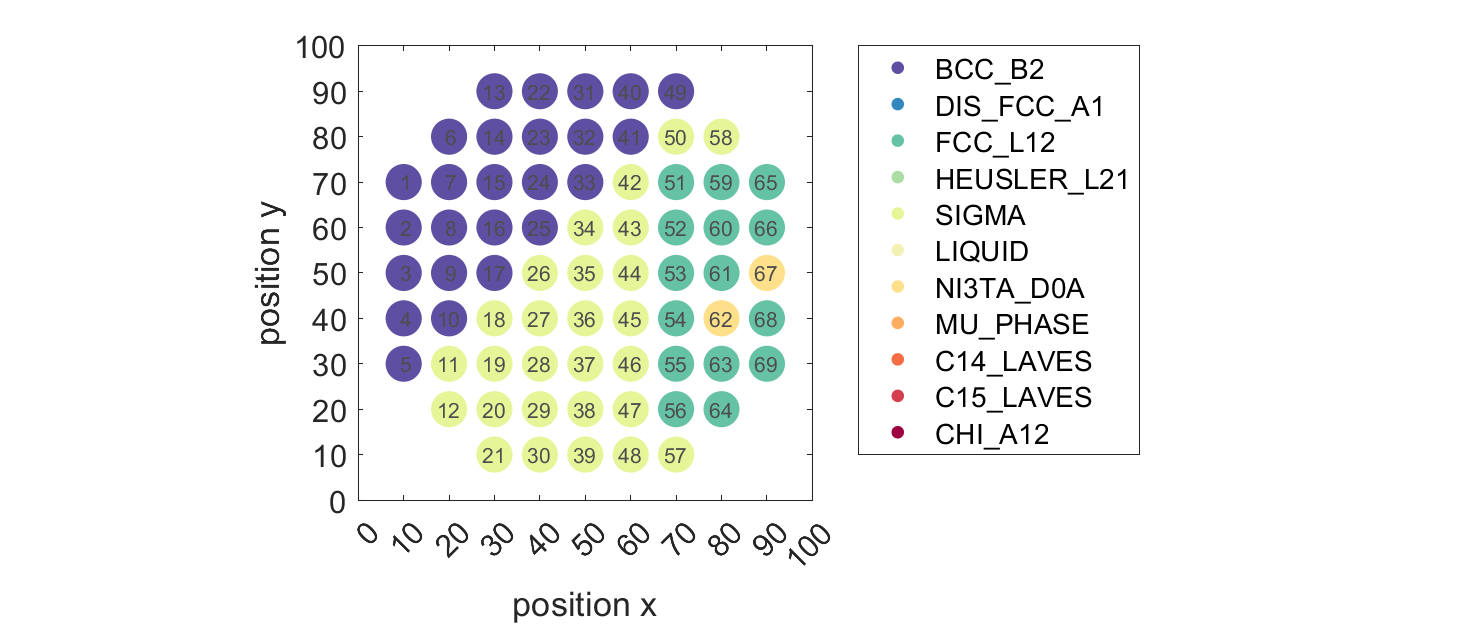 100
90
80
70
60
50
40
30
20
10
0
position y
13 22 31 40 49
6 14 23 32 41 50 58
1 7 15 24 33 42 51 59 65
2 8 16 25 34 43 52 60 66
3 9 17 26 35 44 53 61 67
4 10 18 27 36 45 54 62 68
5 11 19 28 37 46 55 63 69
12 20 29 38 47 56 64
21 30 39 48 57
0 10 20 30 40 50 60 70 80 90 100
position x
BCC_B2
DIS_FCC_A1
FCC_L12
HEUSLER_L21
SIGMA
LIQUID
NI3TA_D0A
MU_PHASE
C14_LAVES
C15_LAVES
CHI_A12